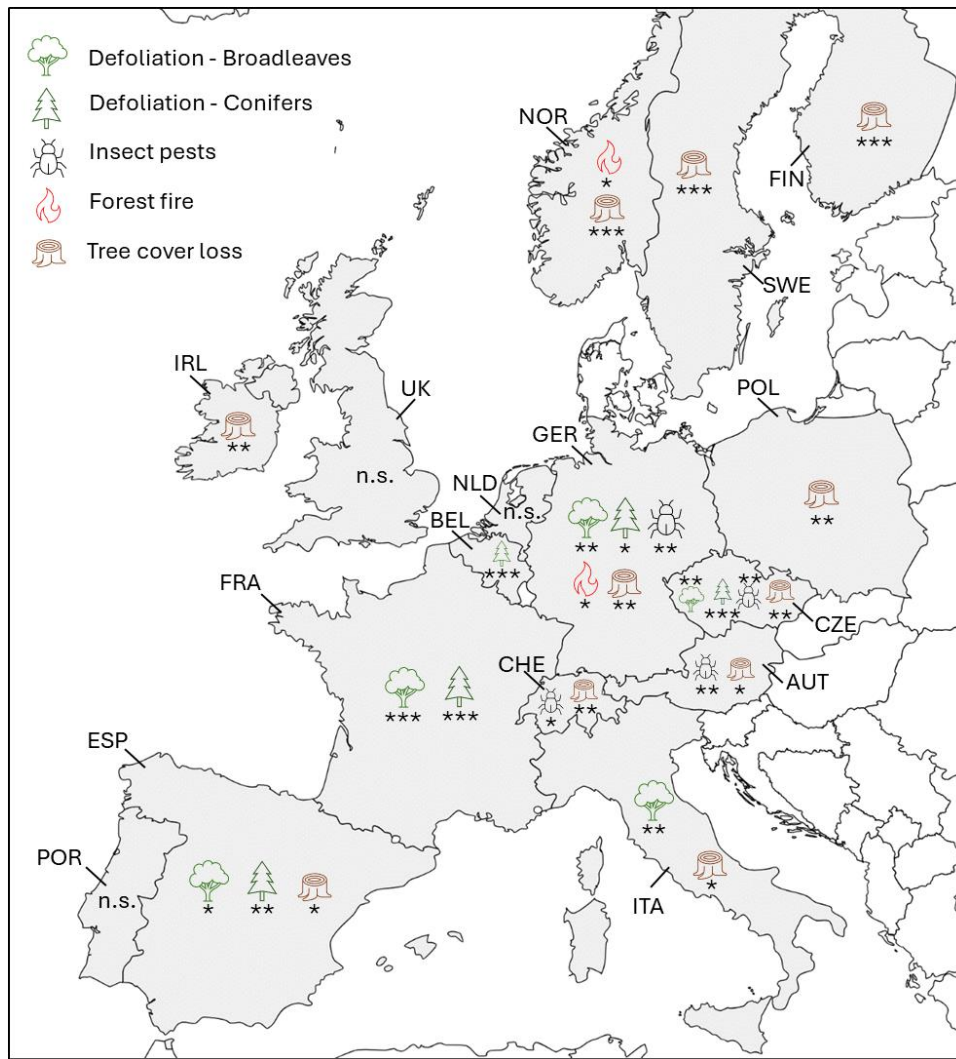 Defoliation - Broadleaves
Defoliation - Conifers
Insect pests
Forest fire
Tree cover loss
NOR
*
***
***
FIN
***
SWE
IRL
**
UK
n.s.
POL
**
GER
NLD
n.s.
BEL
***
** * **
* **
** **
*** **
CZE
FRA
*** ***
CHE
* **
** *
AUT
ESP
POR
n.s.
* ** *
**
*
ITA